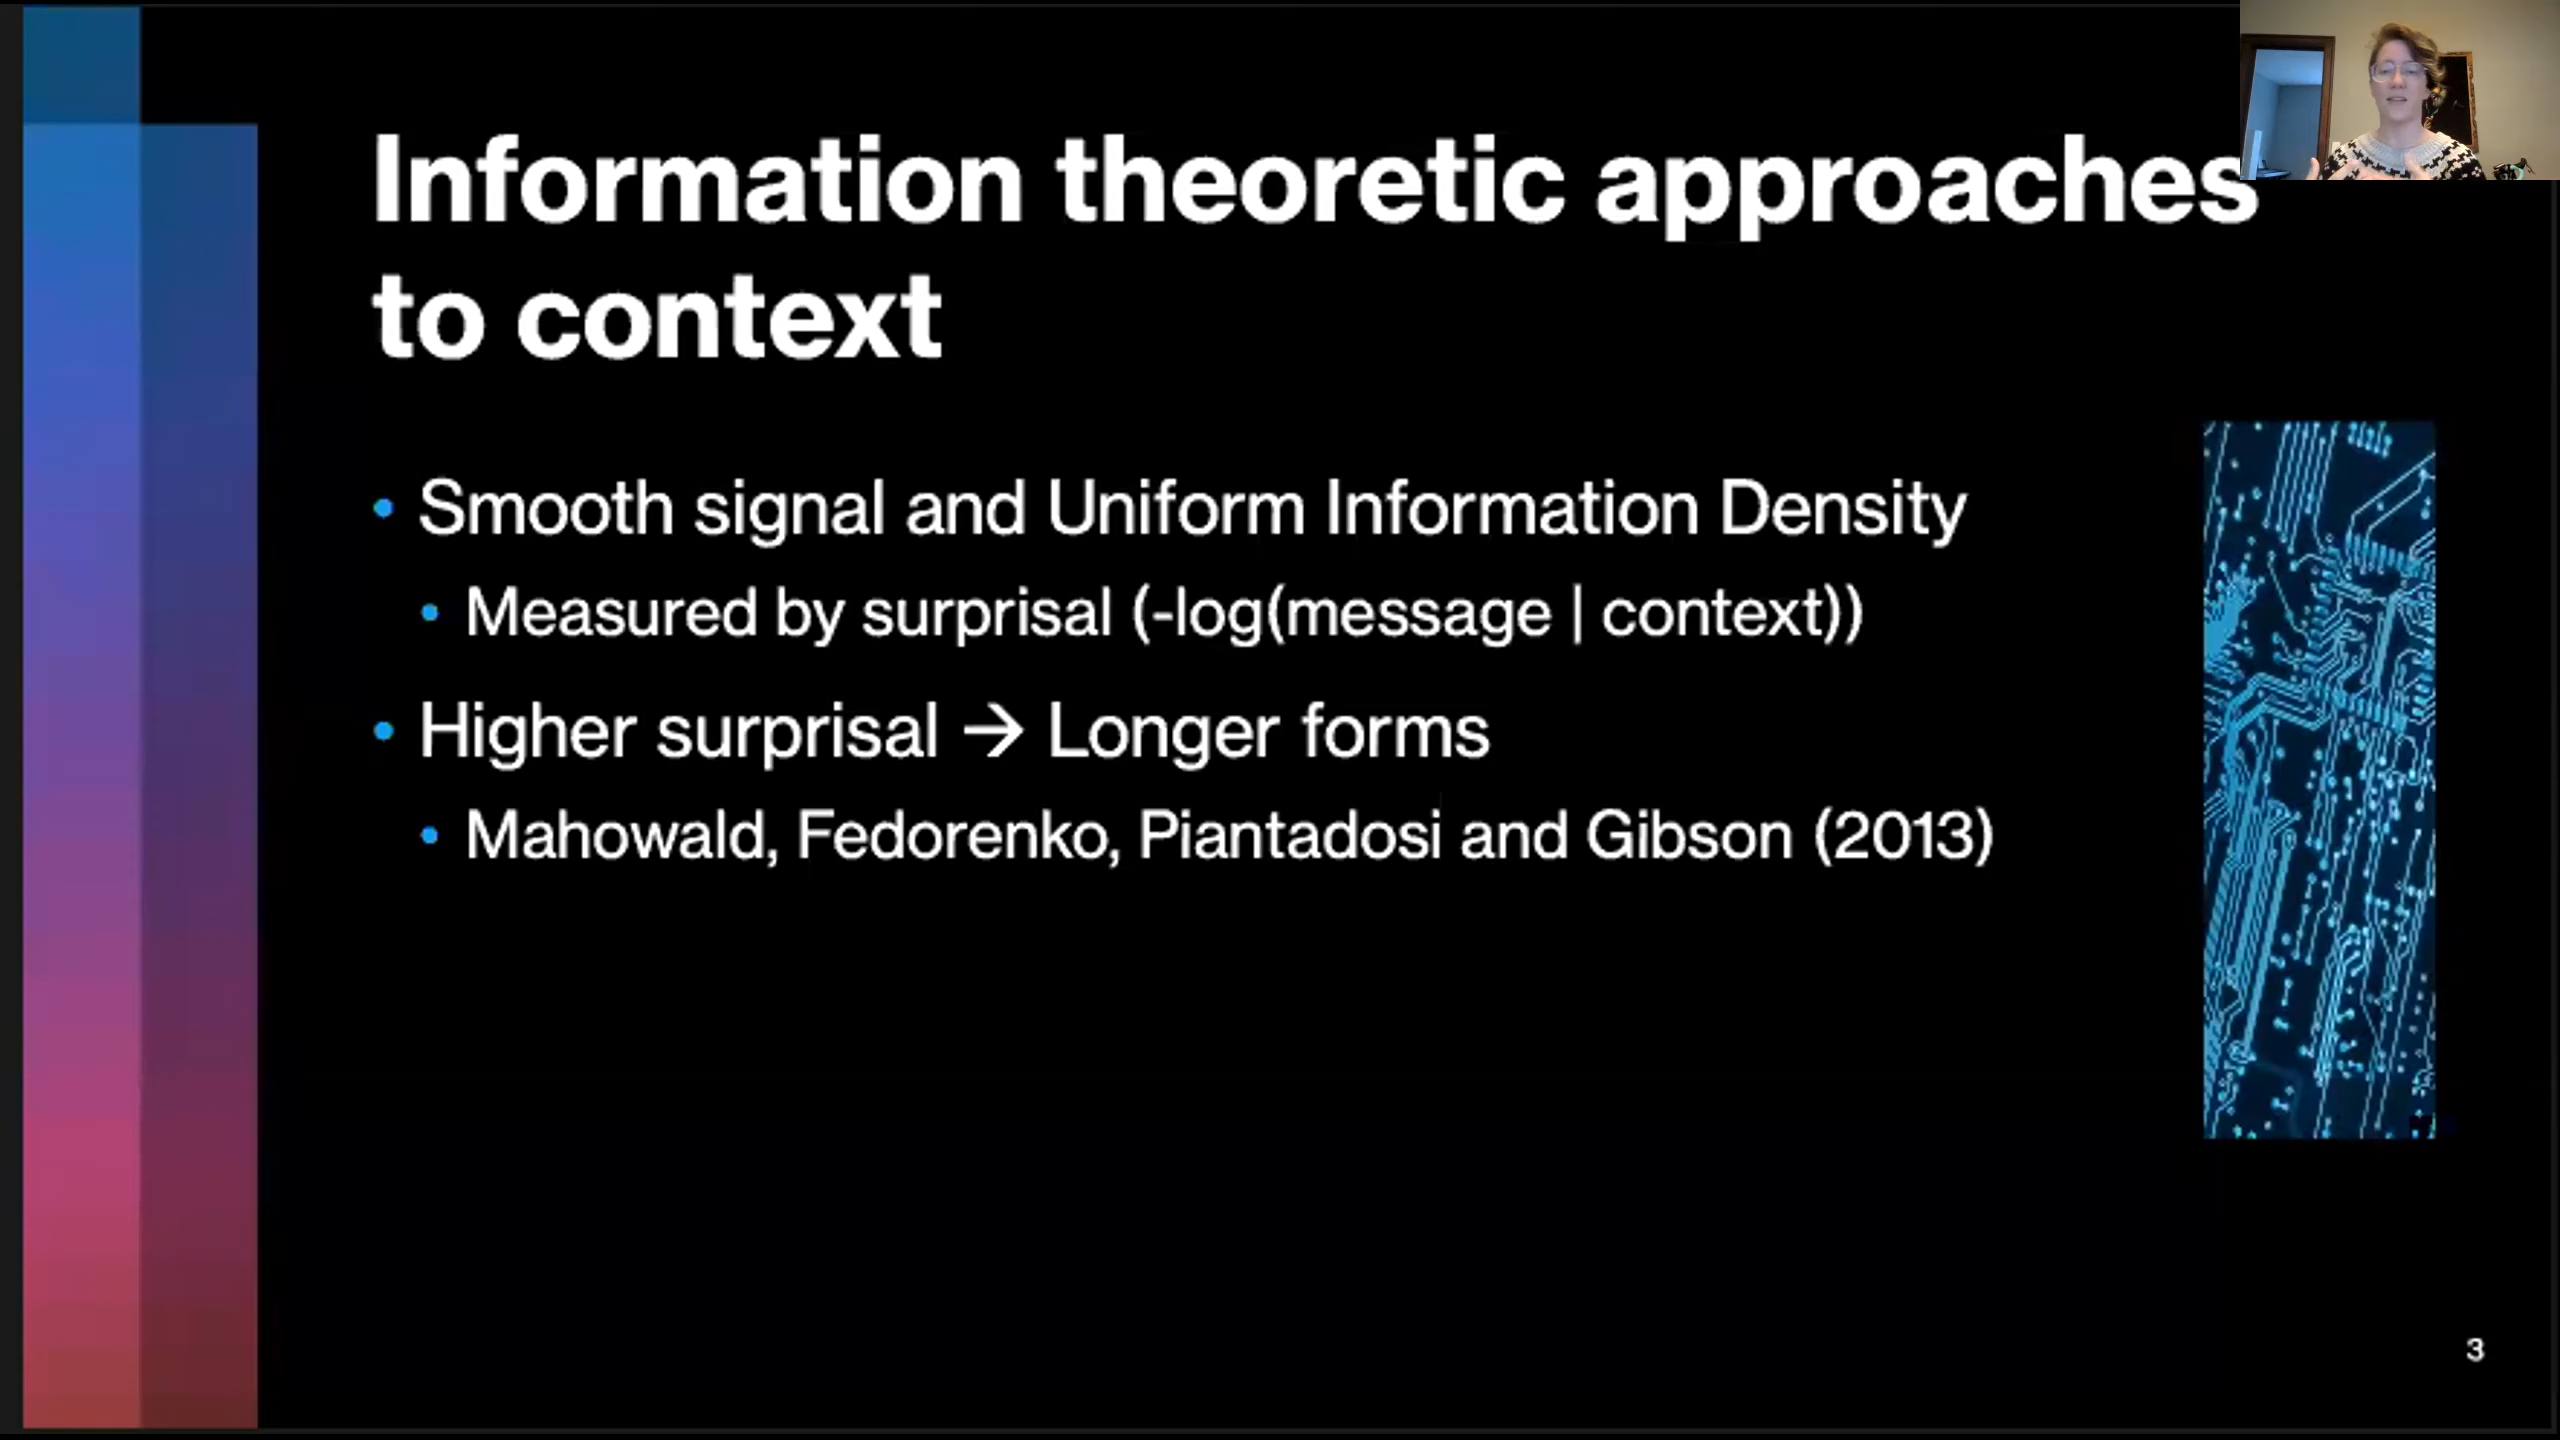 Information theoretic approaches
to context
• Smooth signal and Uniform Information Density
• Measured by surprisal (-log(message | context))
• Higher surprisal → Longer forms
• Mahowald, Fedorenko, Piantadosi and Gibson (2013)
3